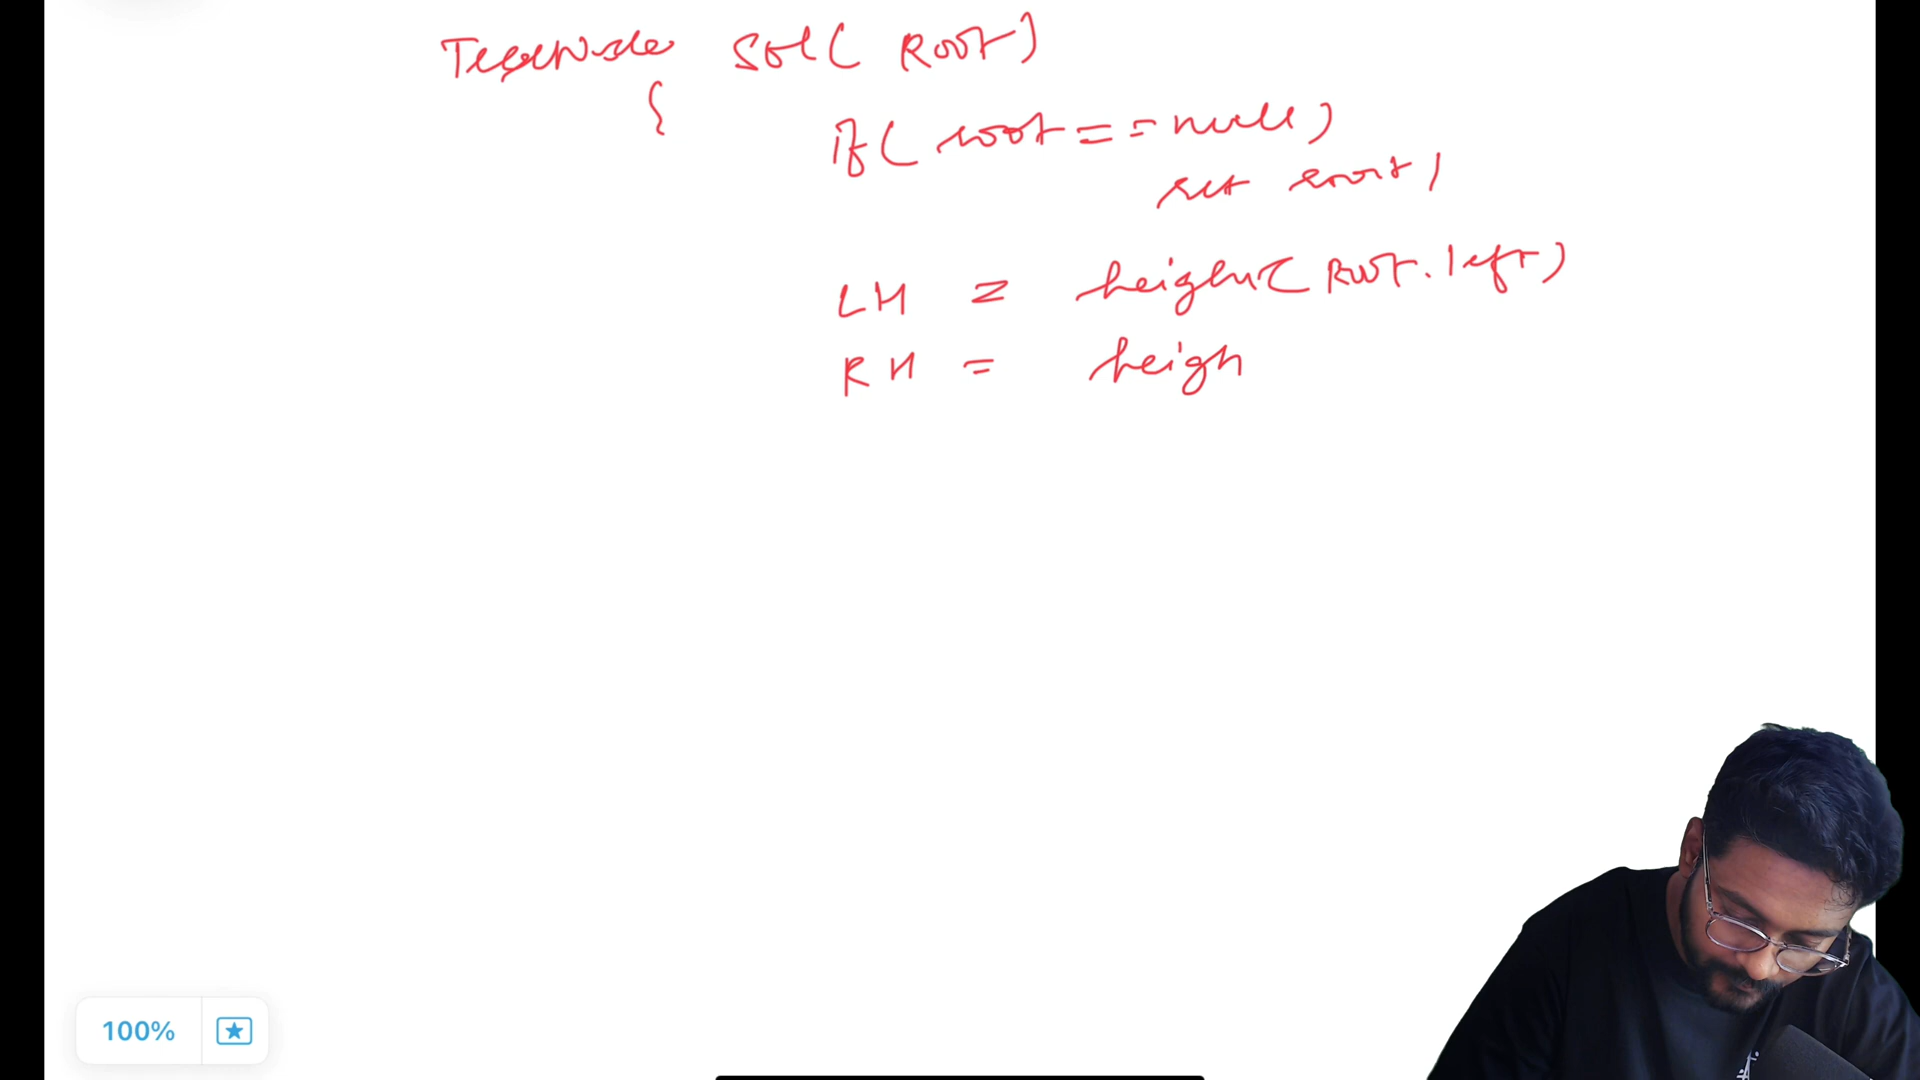 TreeNode Sol( Root)
{
if( root == null)
ret root;
LH = height( Root.left)
RH = heigh
100%